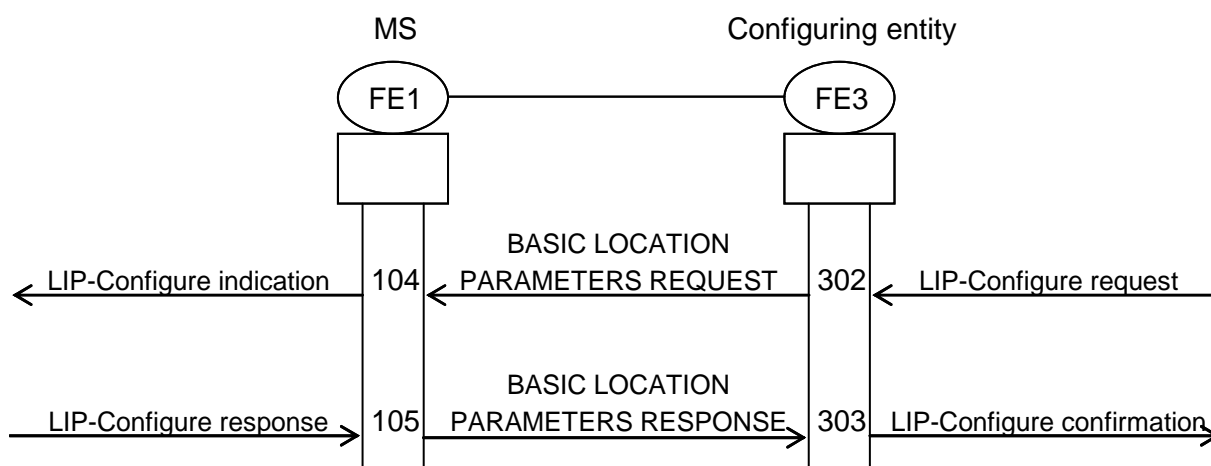 MS
Configuring entity
FE1
FE3
BASIC LOCATION
LIP-Configure indication
104
PARAMETERS REQUEST
302
LIP-Configure request
BASIC LOCATION
LIP-Configure response
105
PARAMETERS RESPONSE
303
LIP-Configure confirmation